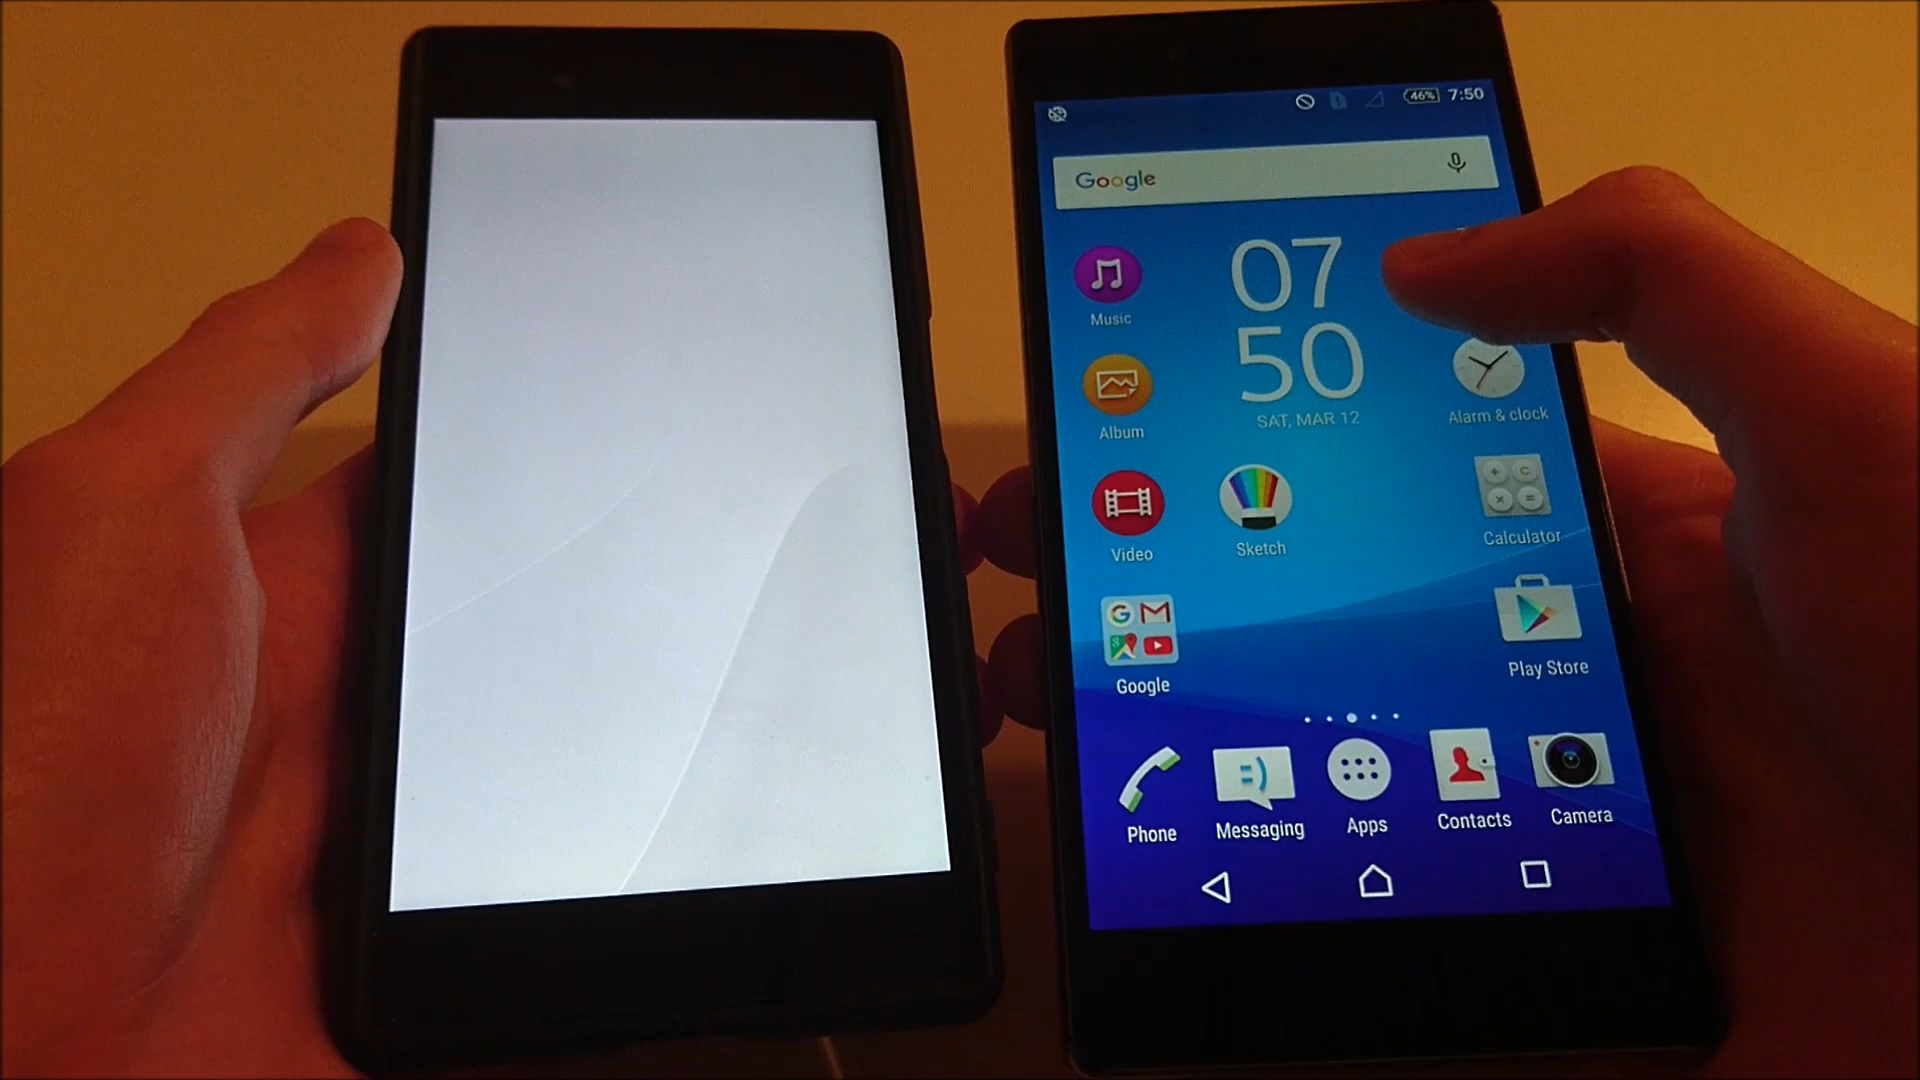 46% 7:50
Google
07
50
SAT, MAR 12
Music
Album
Alarm & clock
Video
Sketch
Calculator
Google
Play Store
Phone
Messaging
Apps
Contacts
Camera